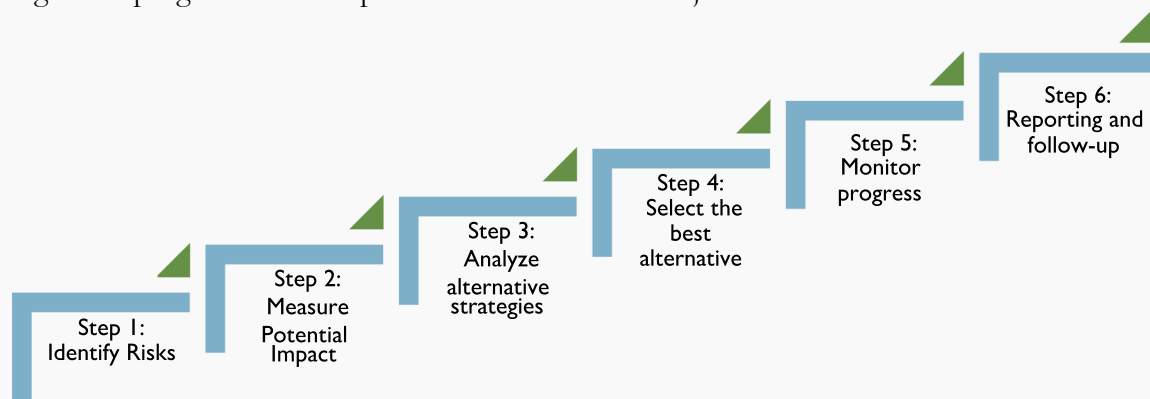 Step 1:
Identify Risks
Step 2:
Measure
Potential
Impact
Step 3:
Analyze
alternative
strategies
Step 4:
Select the
best
alternative
Step 5:
Monitor
progress
Step 6:
Reporting and
follow-up